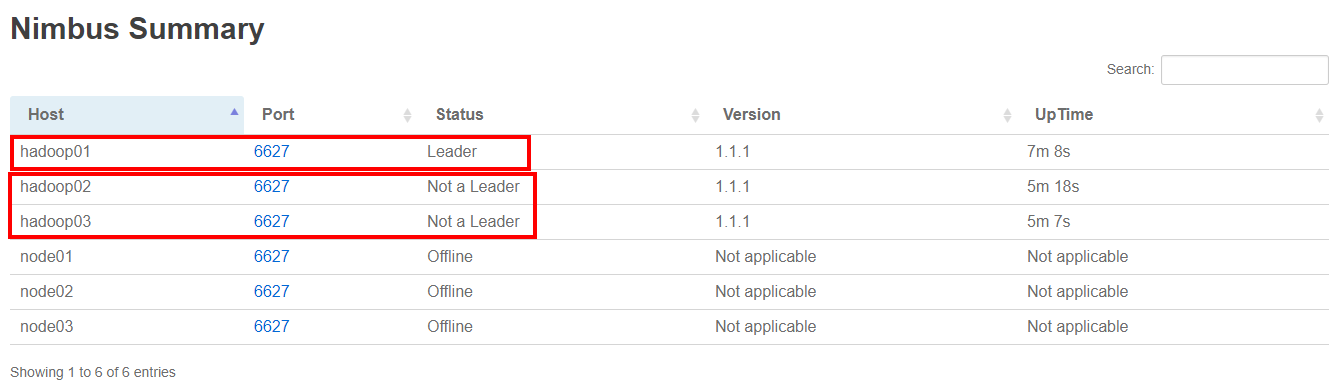 Nimbus Summary
Search:
Host Port Status Version UpTime
hadoop01 6627 Leader 1.1.1 7m 8s
hadoop02 6627 Not a Leader 1.1.1 5m 18s
hadoop03 6627 Not a Leader 1.1.1 5m 7s
node01 6627 Offline Not applicable Not applicable
node02 6627 Offline Not applicable Not applicable
node03 6627 Offline Not applicable Not applicable
Showing 1 to 6 of 6 entries